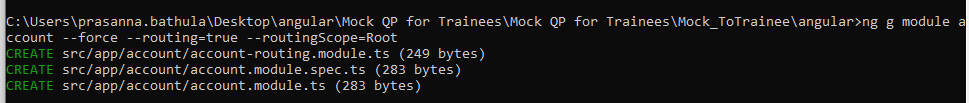 C:\Users\prasanna.bathula\Desktop\angular\Mock QP for Trainees\Mock QP for Trainees\Mock_ToTrainee\angular>ng g module a
ccount --force --routing=true --routingScope=Root
CREATE src/app/account/account-routing.module.ts (249 bytes)
CREATE src/app/account/account.module.spec.ts (283 bytes)
CREATE src/app/account/account.module.ts (283 bytes)